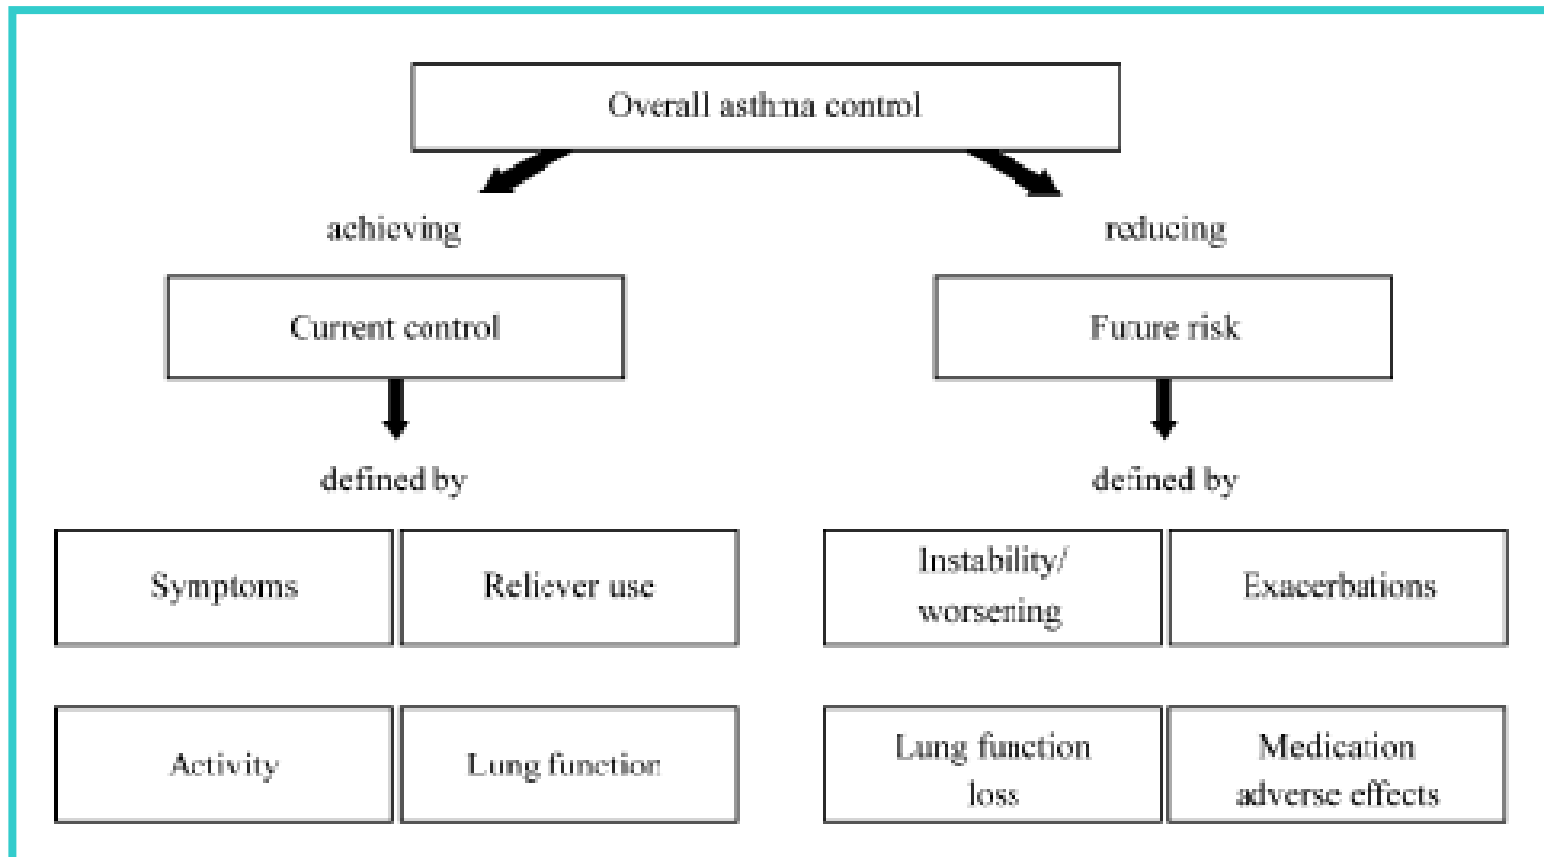 Overall asthma control
achieving
reducing
Current control
Future risk
defined by
defined by
Symptoms
Reliever use
Instability/
worsening
Exacerbations
Activity
Lung function
Lung function
loss
Medication
adverse effects